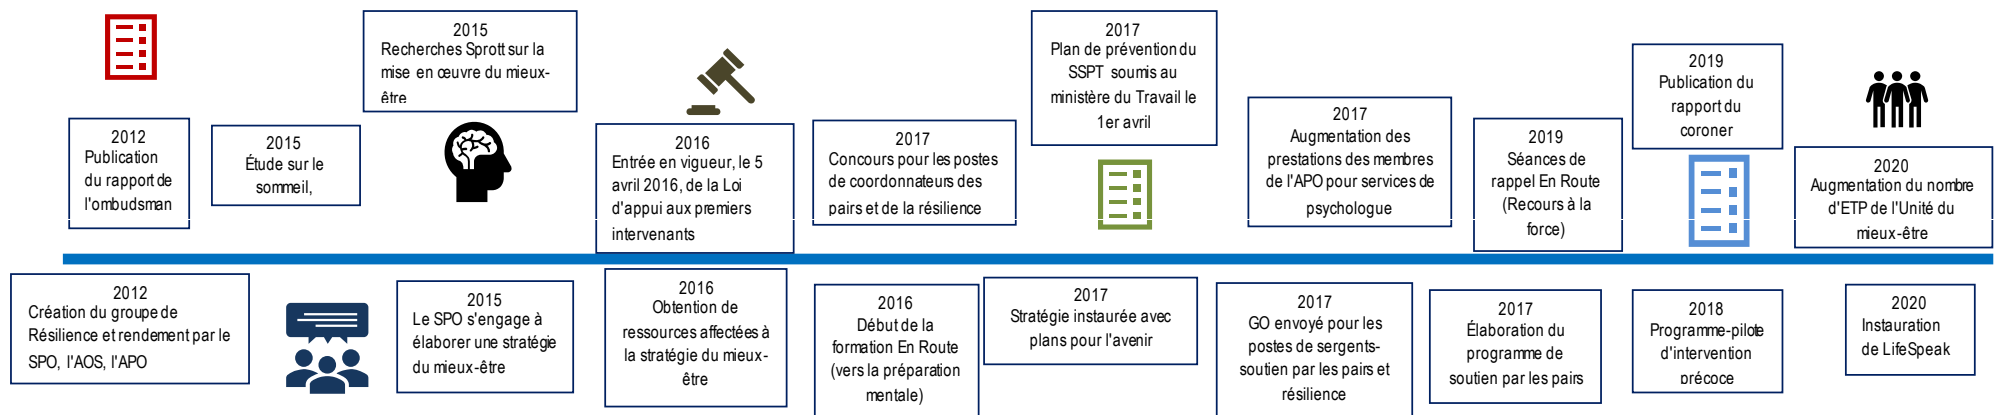 2012
Publication
du rapport de
l'ombudsman
2015
Étude sur le
sommeil,
2015
Recherches Sprott sur la
mise en œuvre du mieux-
être
2016
Entrée en vigueur, le 5
avril 2016, de la Loi
d'appui aux premiers
intervenants
2017
Concours pour les postes
de coordonnateurs des
pairs et de la résilience
2017
Plan de prévention du
SSPT soumis au
ministère du Travail le
1er avril
2017
Augmentation des
prestations des membres
de l'APO pour services de
psychologue
2019
Séances de
rappel En Route
(Recours à la
force)
2019
Publication du
rapport du
coroner
2020
Augmentation du nombre
d'ETP de l'Unité du
mieux-être
2012
Création du groupe de
Résilience et rendement par le
SPO, l'AOS, l'APO
2015
Le SPO s'engage à
élaborer une stratégie
du mieux-être
2016
Obtention de
ressources affectées à
la stratégie du mieux-
être
2016
Début de la
formation En Route
(vers la préparation
mentale)
2017
Stratégie instaurée avec
plans pour l'avenir
2017
GO envoyé pour les
postes de sergents-
soutien par les pairs et
résilience
2017
Élaboration du
programme de
soutien par les pairs
2018
Programme-pilote
d'intervention
précoce
2020
Instauration
de LifeSpeak